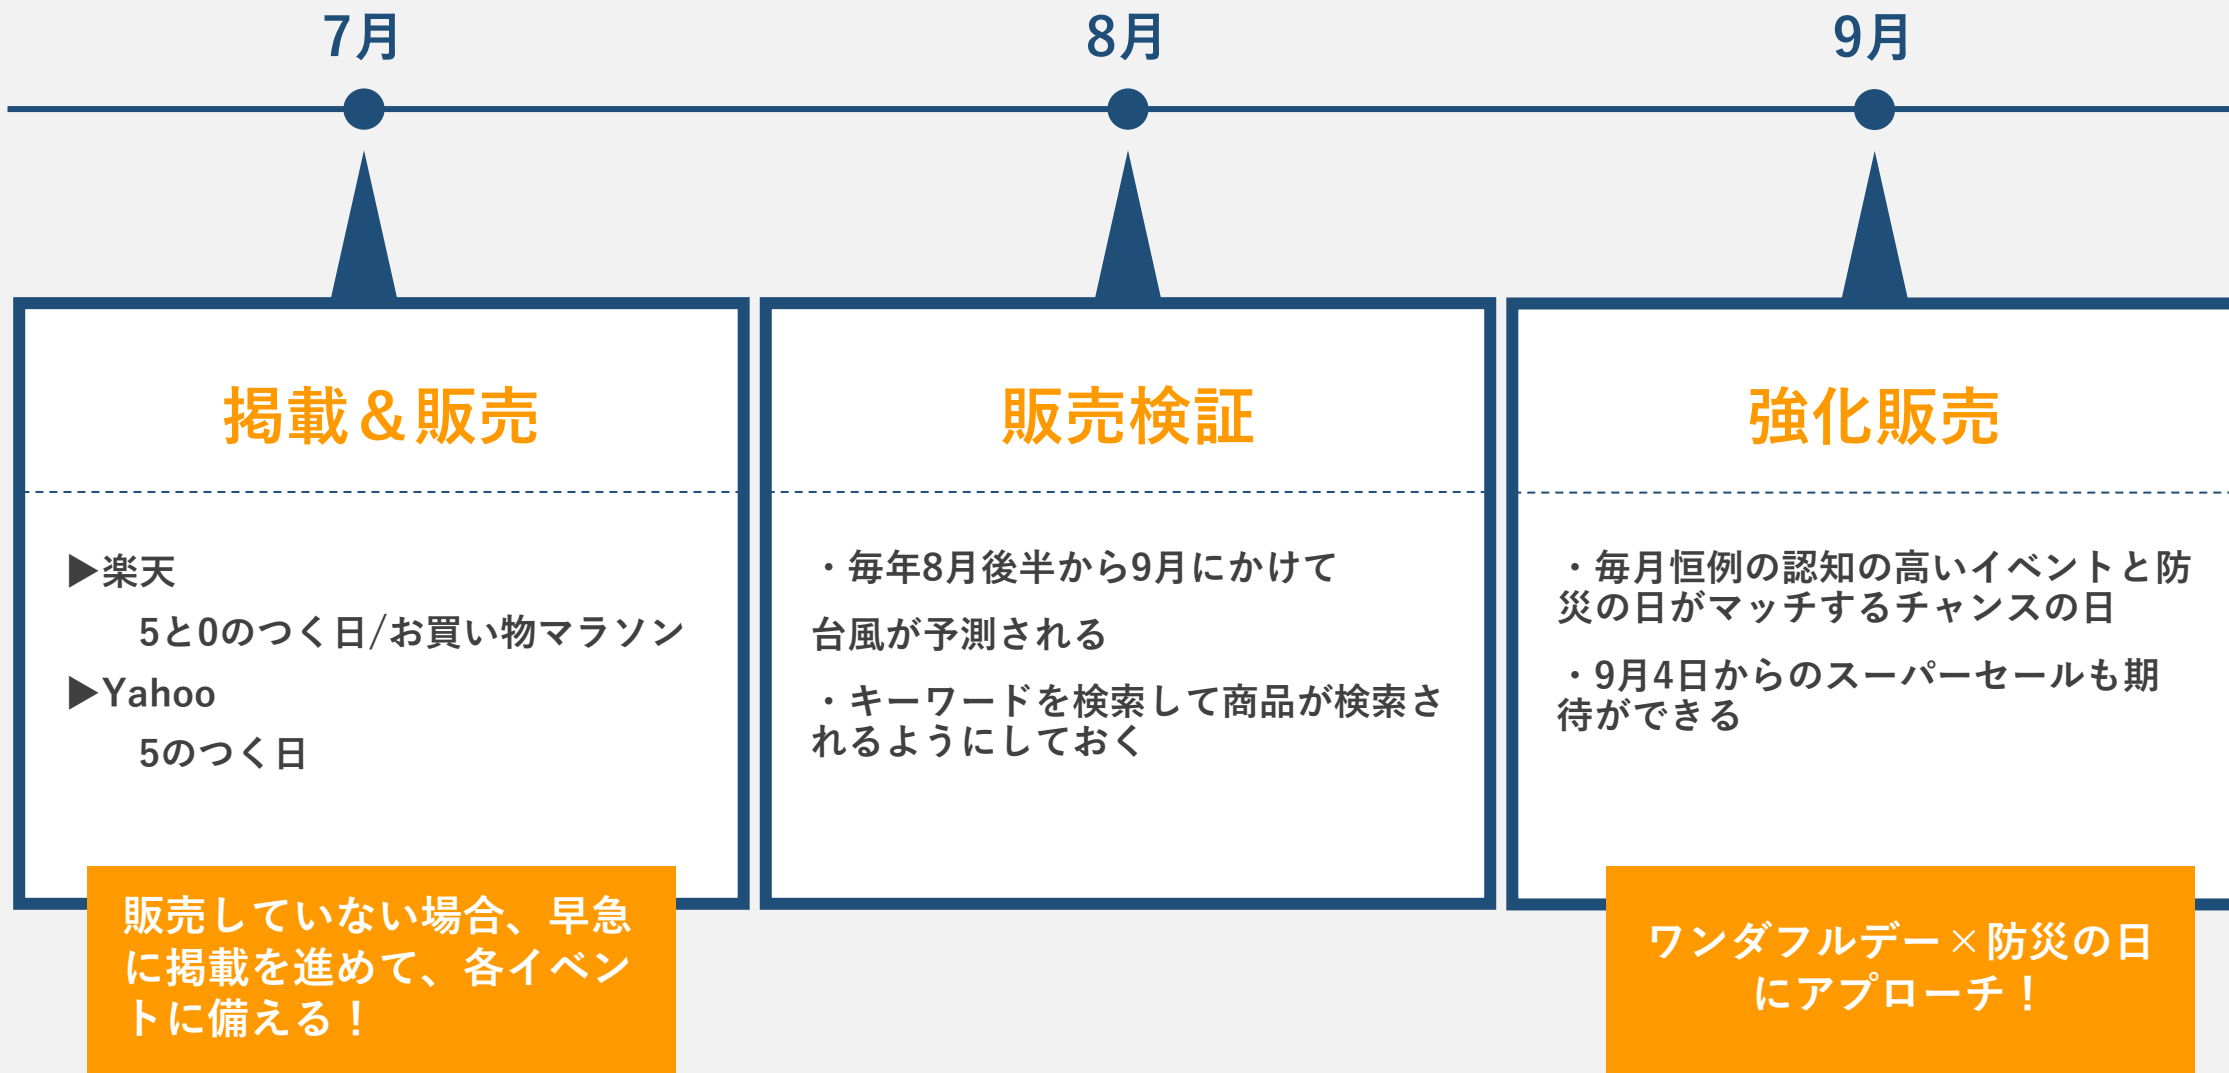 7月
8月
9月
掲載＆販売
▶楽天
5と0のつく日/お買い物マラソン
▶Yahoo
5のつく日
販売していない場合、早急
に掲載を進めて、各イベン
トに備える！
販売検証
・毎年8月後半から9月にかけて
台風が予測される
・キーワードを検索して商品が検索さ
れるようにしておく
強化販売
・毎月恒例の認知の高いイベントと防
災の日がマッチするチャンスの日
・9月4日からのスーパーセールも期
待ができる
ワンダフルデー×防災の日
にアプローチ！